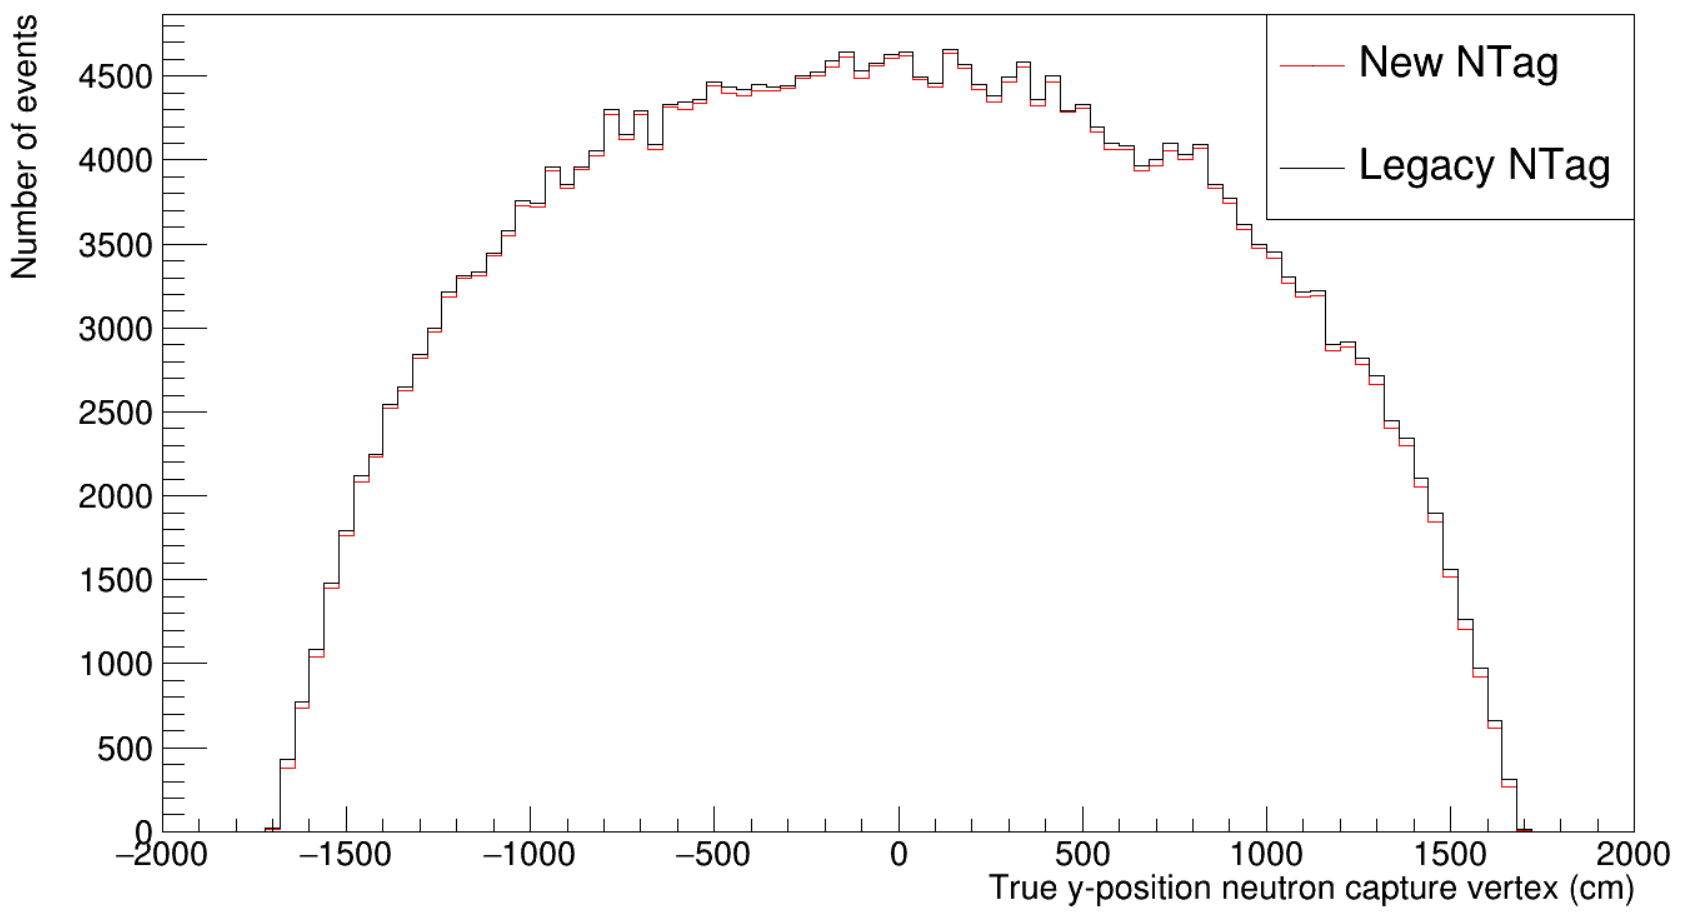 Number of events
4500
4000
3500
3000
2500
2000
1500
1000
500
0
−2000 −1500 −1000 −500 0 500 1000 1500 2000
True y-position neutron capture vertex (cm)
New NTag
Legacy NTag